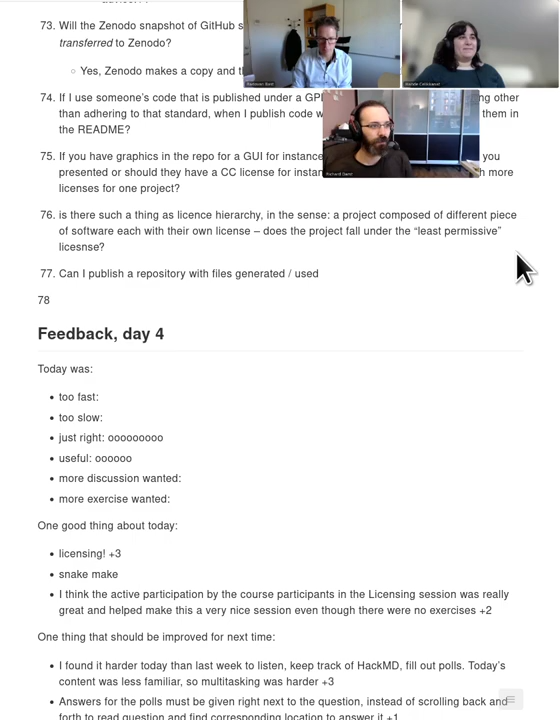 73. Will the Zenodo snapshot of GitHub s
transferred to Zenodo?
Yes, Zenodo makes a copy and t
74. If I use someone's code that is published under a GPL ng other
than adhering to that standard, when I publish code w them in
the README?
75. If you have graphics in the repo for a GUI for instance you
presented or should they have a CC license for instan h more
licenses for one project?
76. is there such a thing as licence hierarchy, in the sense: a project composed of different piece
of software each with their own license – does the project fall under the “least permissive”
licesnse?
77. Can I publish a repository with files generated / used
78
Feedback, day 4
Today was:
too fast:
too slow:
just right: ooooooooo
useful: oooooo
more discussion wanted:
more exercise wanted:
One good thing about today:
licensing! +3
snake make
I think the active participation by the course participants in the Licensing session was really
great and helped make this a very nice session even though there were no exercises +2
One thing that should be improved for next time:
I found it harder today than last week to listen, keep track of HackMD, fill out polls. Today's
content was less familiar, so multitasking was harder +3
Answers for the polls must be given right next to the question, instead of scrolling back and
forth to read question and find corresponding location to answer it +1